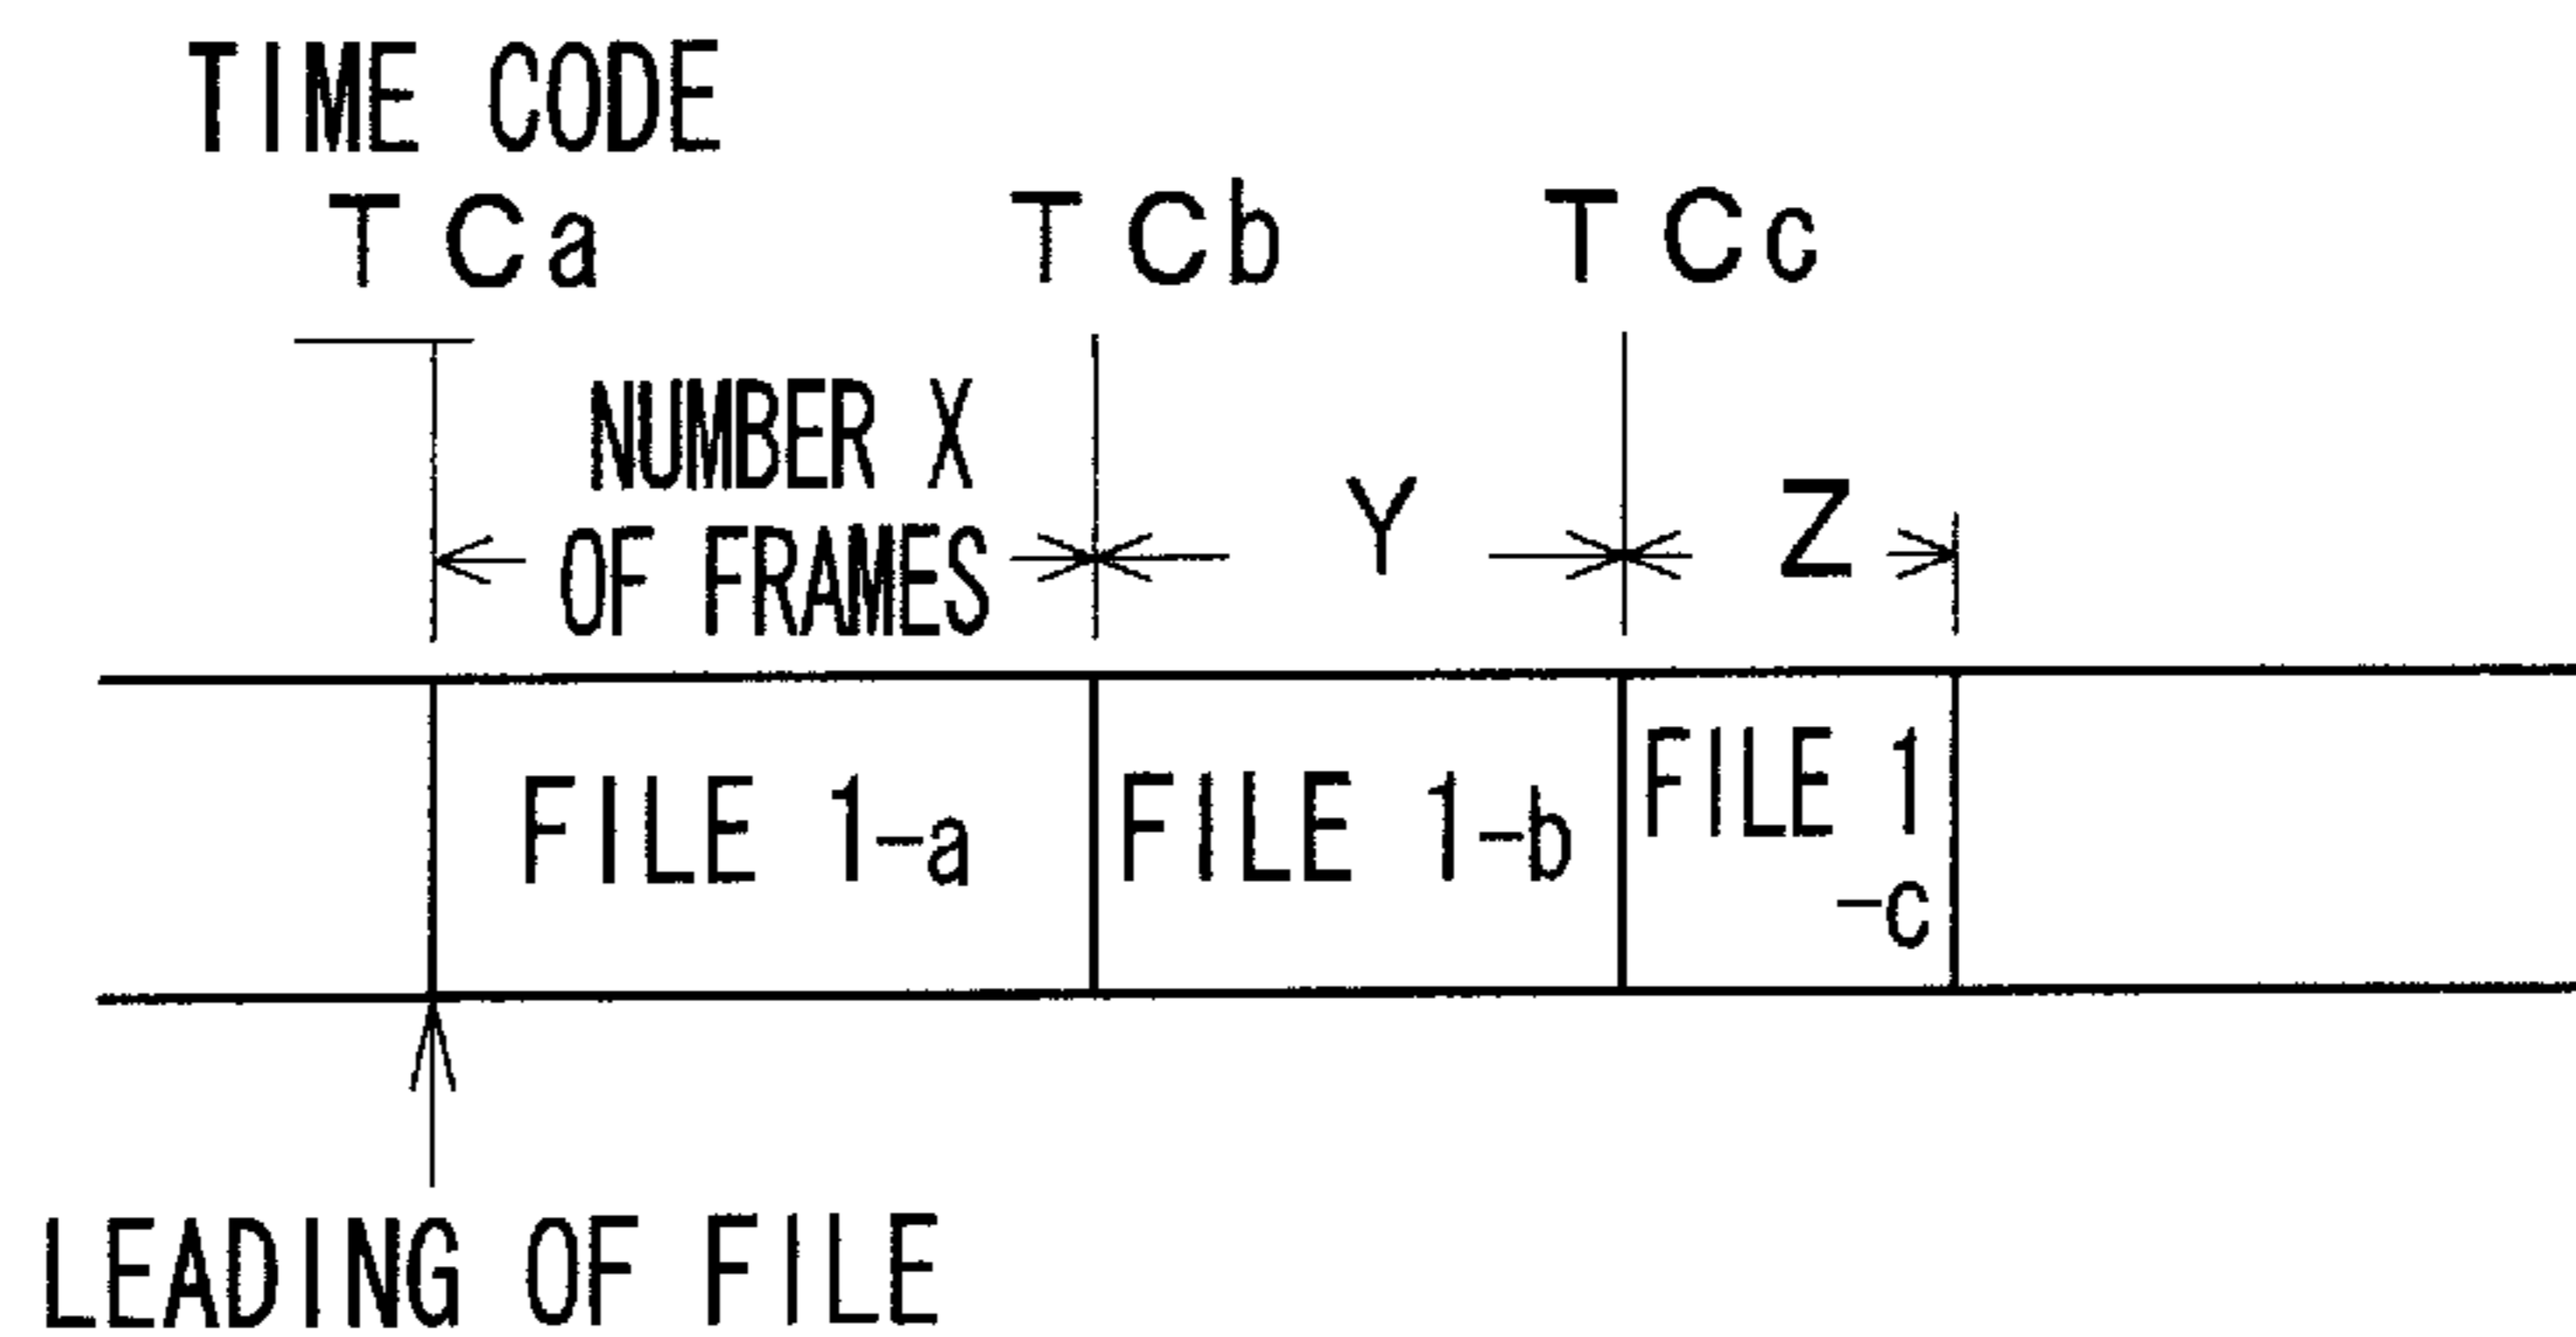 TIME CODE
TCa TCb TCc
NUMBER X
OF FRAMES
Y
Z
FILE 1-a
FILE 1-b
FILE 1
-c
LEADING OF FILE